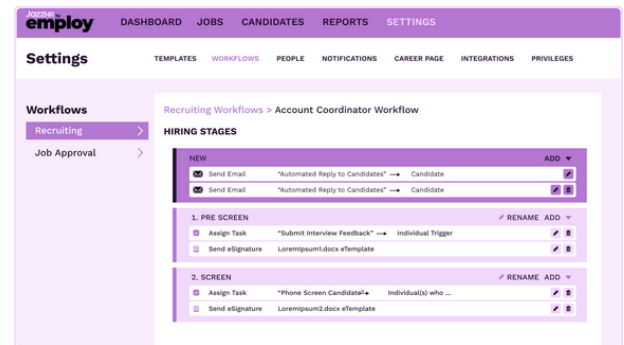 JazzHR by
employ DASHBOARD JOBS CANDIDATES REPORTS SETTINGS
Settings TEMPLATES WORKFLOWS PEOPLE NOTIFICATIONS CAREER PAGE INTEGRATIONS PRIVILEGES
Workflows
Recruiting
Job Approval
Recruiting Workflows > Account Coordinator Workflow
HIRING STAGES
NEW ADD
Send Email "Automated Reply to Candidates" → Candidate
Send Email "Automated Reply to Candidates" → Candidate
1. PRE SCREEN RENAME ADD
Assign Task "Submit Interview Feedback" → Individual Trigger
Send eSignature LoremIpsum1.docx eTemplate
2. SCREEN RENAME ADD
Assign Task "Phone Screen Candidate" → Individual(s) who ...
Send eSignature LoremIpsum2.docx eTemplate